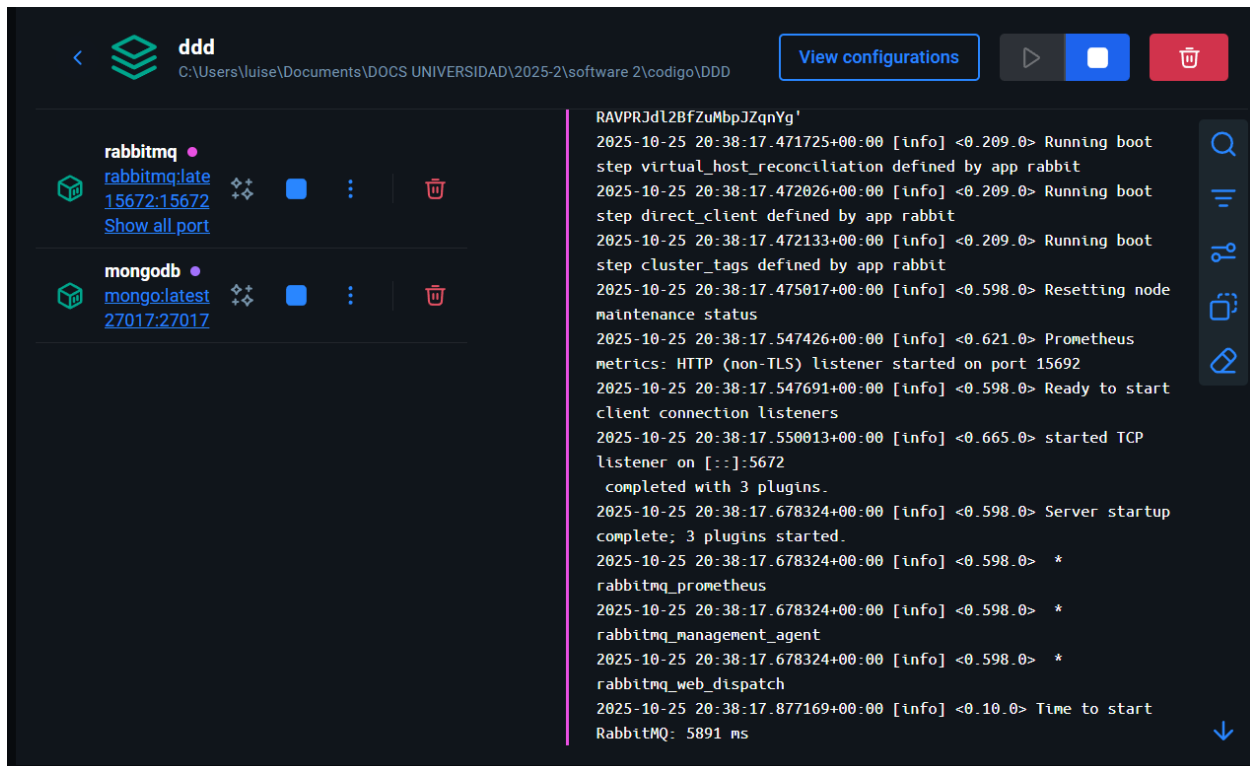 ddd
C:\Users\luise\Documents\DOCS UNIVERSIDAD\2025-2\software 2\codigo\DDD
View configurations
rabbitmq
rabbitmq:late
15672:15672
Show all port
mongodb
mongo:latest
27017:27017
RAVPRJdl2BfZuMbpJZqnYg'
2025-10-25 20:38:17.471725+00:00 [info] <0.209.0> Running boot
step virtual_host_reconciliation defined by app rabbit
2025-10-25 20:38:17.472026+00:00 [info] <0.209.0> Running boot
step direct_client defined by app rabbit
2025-10-25 20:38:17.472133+00:00 [info] <0.209.0> Running boot
step cluster_tags defined by app rabbit
2025-10-25 20:38:17.475017+00:00 [info] <0.598.0> Resetting node
maintenance status
2025-10-25 20:38:17.547426+00:00 [info] <0.621.0> Prometheus
metrics: HTTP (non-TLS) listener started on port 15692
2025-10-25 20:38:17.547691+00:00 [info] <0.598.0> Ready to start
client connection listeners
2025-10-25 20:38:17.550013+00:00 [info] <0.665.0> started TCP
listener on [::]:5672
completed with 3 plugins.
2025-10-25 20:38:17.678324+00:00 [info] <0.598.0> Server startup
complete; 3 plugins started.
2025-10-25 20:38:17.678324+00:00 [info] <0.598.0>  *
rabbitmq_prometheus
2025-10-25 20:38:17.678324+00:00 [info] <0.598.0>  *
rabbitmq_management_agent
2025-10-25 20:38:17.678324+00:00 [info] <0.598.0>  *
rabbitmq_web_dispatch
2025-10-25 20:38:17.877169+00:00 [info] <0.10.0> Time to start
RabbitMQ: 5891 ms